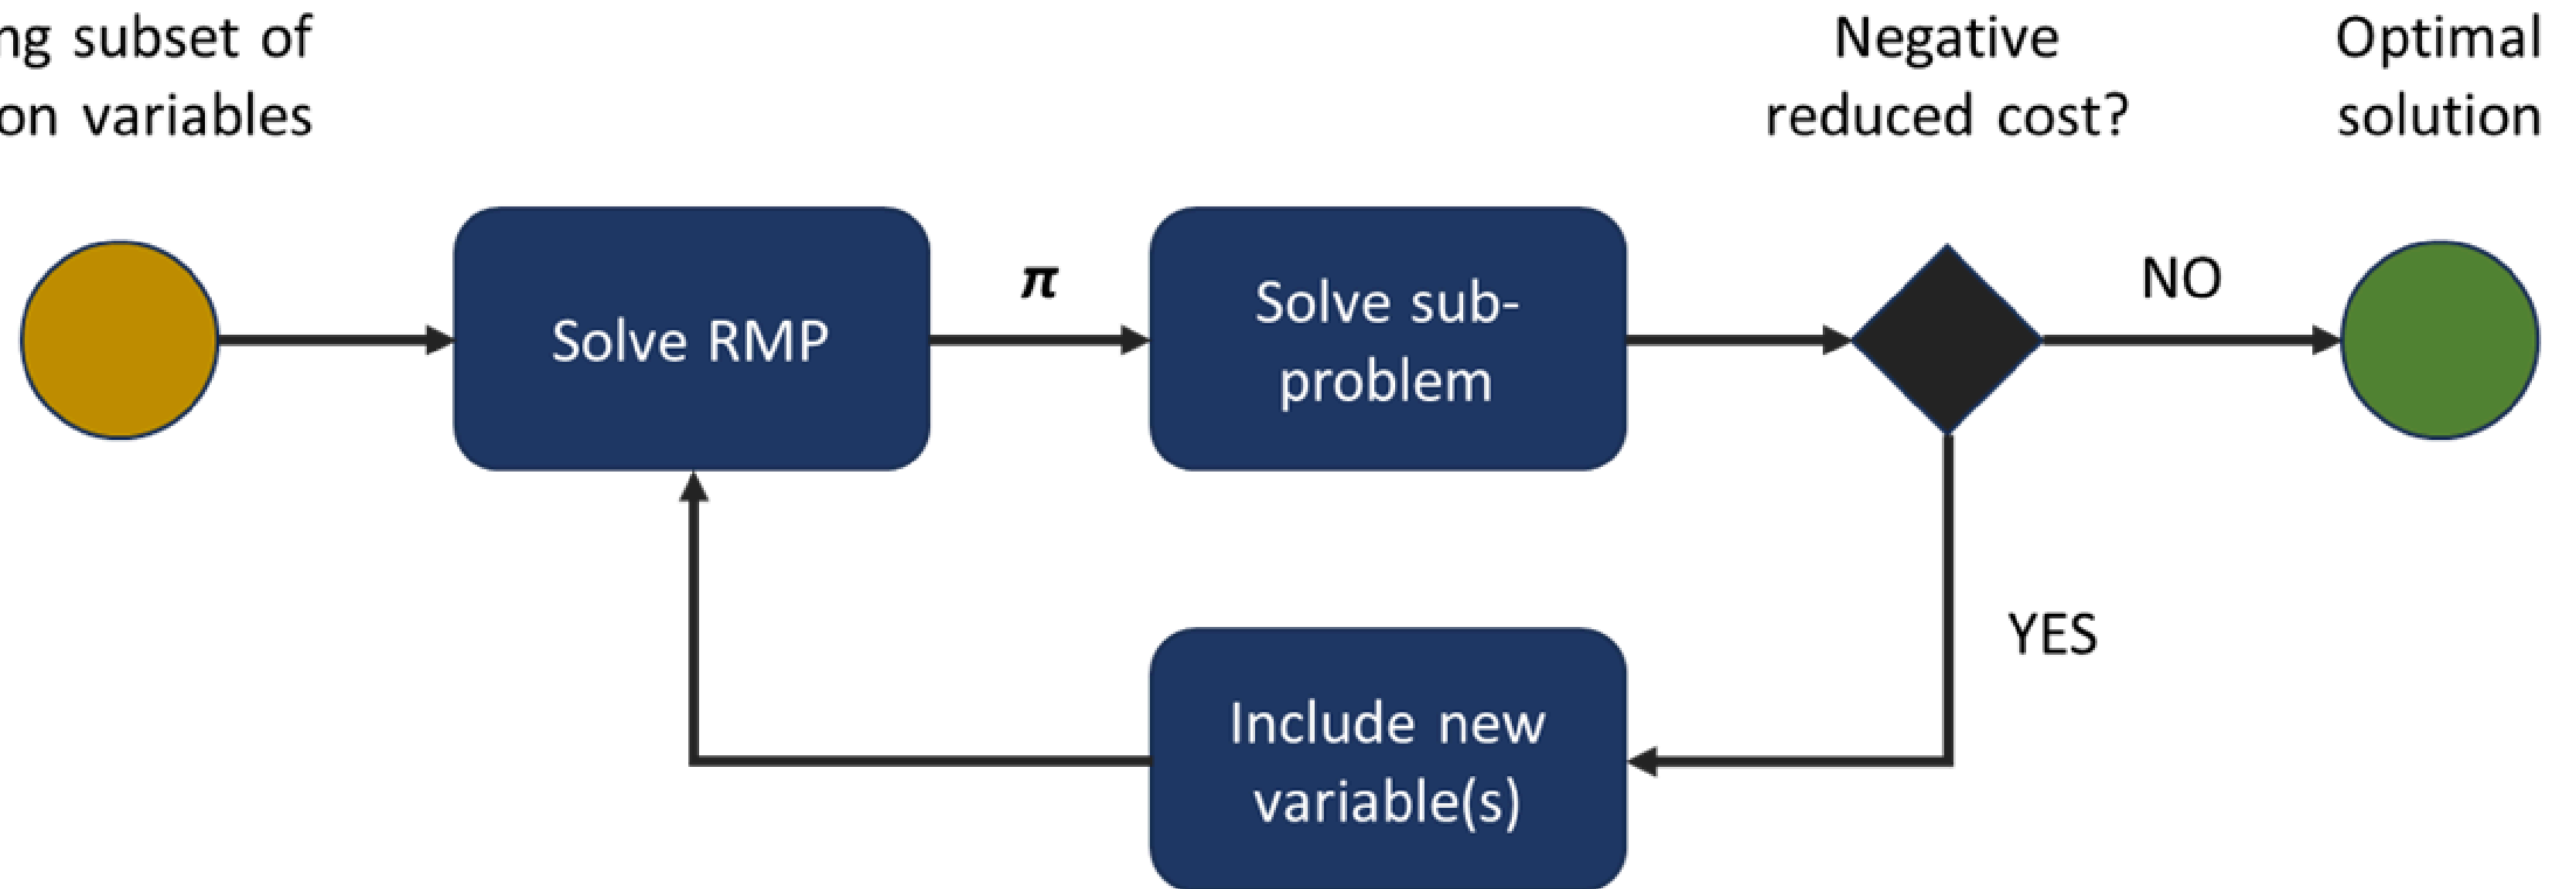 ng subset of
on variables
Negative
reduced cost?
Optimal
solution
Solve RMP
π
Solve sub-
problem
NO
YES
Include new
variable(s)